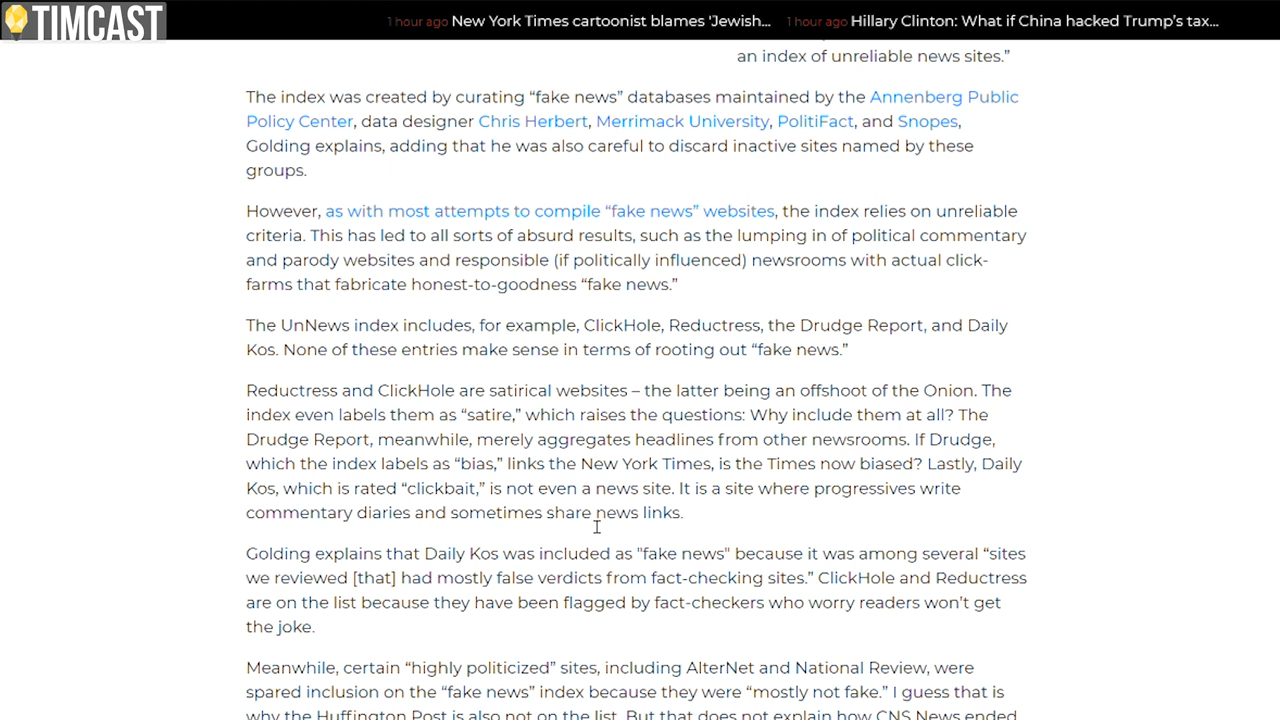 TIMCAST
1 hour ago New York Times cartoonist blames 'Jewish... 1 hour ago Hillary Clinton: What if China hacked Trump's tax...
an index of unreliable news sites.”
The index was created by curating “fake news” databases maintained by the Annenberg Public
Policy Center, data designer Chris Herbert, Merrimack University, PolitiFact, and Snopes,
Golding explains, adding that he was also careful to discard inactive sites named by these
groups.
However, as with most attempts to compile “fake news” websites, the index relies on unreliable
criteria. This has led to all sorts of absurd results, such as the lumping in of political commentary
and parody websites and responsible (if politically influenced) newsrooms with actual click-
farms that fabricate honest-to-goodness “fake news.”
The UnNews index includes, for example, ClickHole, Reductress, the Drudge Report, and Daily
Kos. None of these entries make sense in terms of rooting out “fake news.”
Reductress and ClickHole are satirical websites – the latter being an offshoot of the Onion. The
index even labels them as “satire,” which raises the questions: Why include them at all? The
Drudge Report, meanwhile, merely aggregates headlines from other newsrooms. If Drudge,
which the index labels as “bias,” links the New York Times, is the Times now biased? Lastly, Daily
Kos, which is rated “clickbait,” is not even a news site. It is a site where progressives write
commentary diaries and sometimes share news links.
Golding explains that Daily Kos was included as "fake news" because it was among several “sites
we reviewed [that] had mostly false verdicts from fact-checking sites.” ClickHole and Reductress
are on the list because they have been flagged by fact-checkers who worry readers won’t get
the joke.
Meanwhile, certain “highly politicized” sites, including AlterNet and National Review, were
spared inclusion on the “fake news” index because they were “mostly not fake.” I guess that is
why the Huffington Post is also not on the list. But that does not explain how CNS News ended